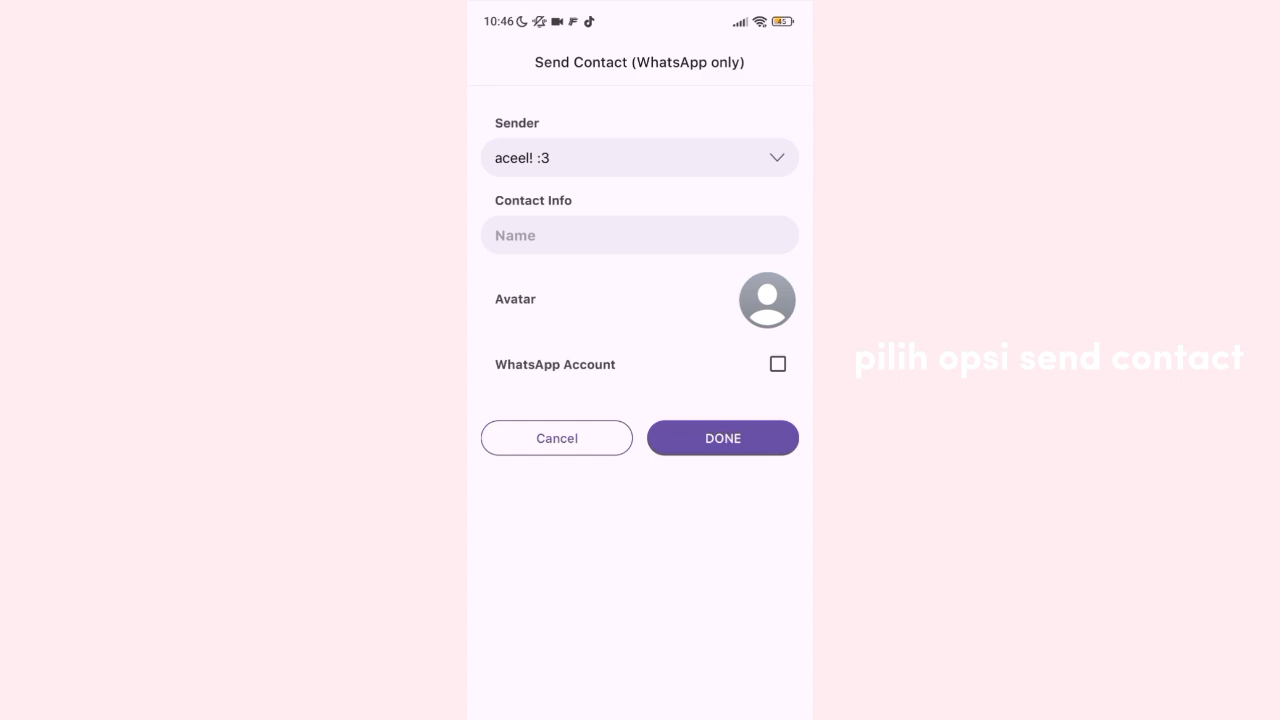 10:46
45
Send Contact (WhatsApp only)
Sender
aceel! :3
Contact Info
Name
Avatar
WhatsApp Account
Cancel
DONE
pilih opsi send contact